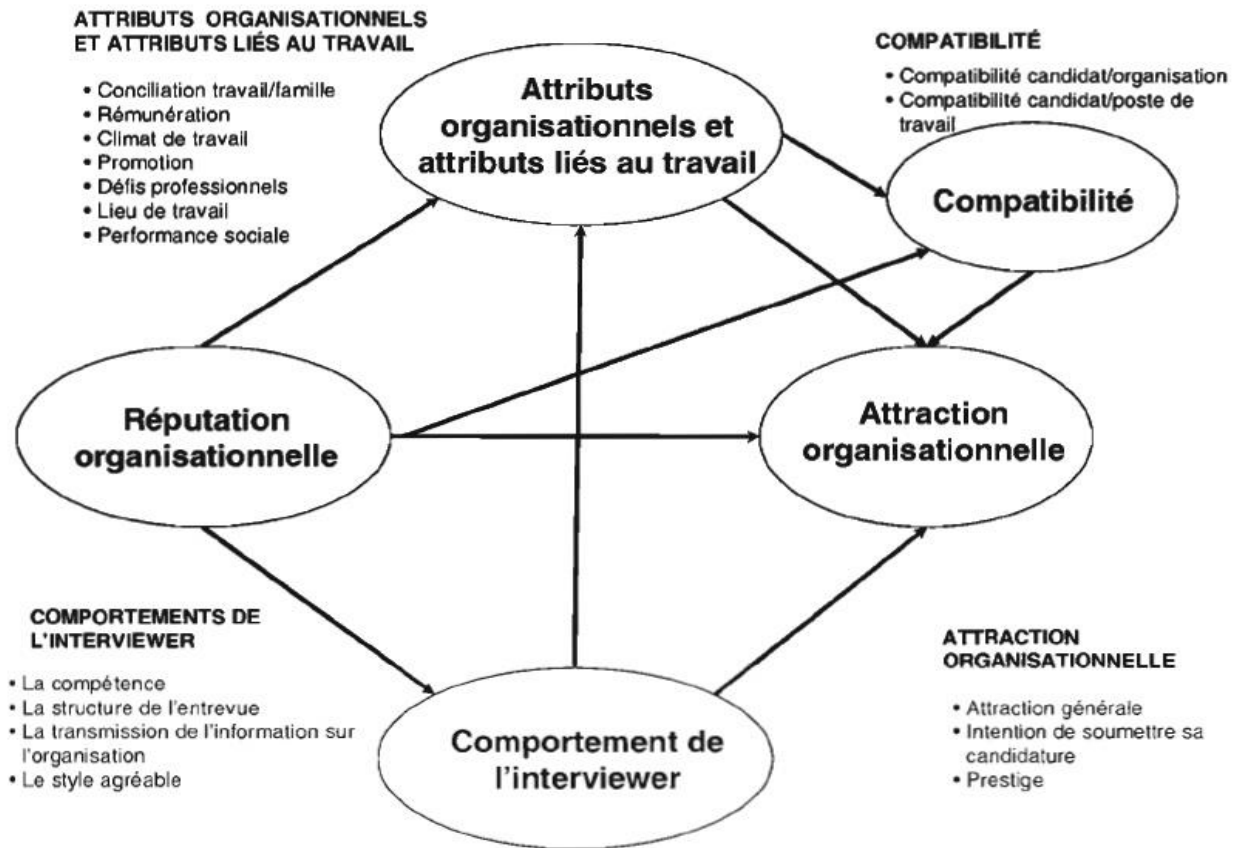 ATTRIBUTS ORGANISATIONNELS
ET ATTRIBUTS LIÉS AU TRAVAIL
• Conciliation travail/famille
• Rémunération
• Climat de travail
• Promotion
• Défis professionnels
• Lieu de travail
• Performance sociale
Attributs
organisationnels et
attributs liés au travail
COMPATIBILITÉ
• Compatibilité candidat/organisation
• Compatibilité candidat/poste de
travail
Compatibilité
Réputation
organisationnelle
Attraction
organisationnelle
COMPORTEMENTS DE
L'INTERVIEWER
• La compétence
• La structure de l'entrevue
• La transmission de l'information sur
l'organisation
• Le style agréable
Comportement de
l'interviewer
ATTRACTION
ORGANISATIONNELLE
• Attraction générale
• Intention de soumettre sa
candidature
• Prestige